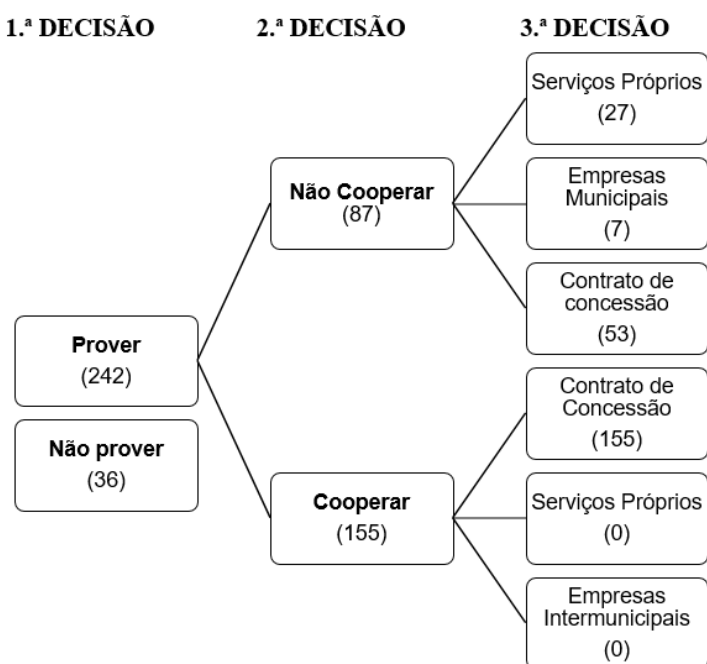 1.ª DECISÃO
2.ª DECISÃO
3.ª DECISÃO
Prover
(242)
Não prover
(36)
Não Cooperar
(87)
Cooperar
(155)
Serviços Próprios
(27)
Empresas
Municipais
(7)
Contrato de
concessão
(53)
Contrato de
Concessão
(155)
Serviços Próprios
(0)
Empresas
Intermunicipais
(0)